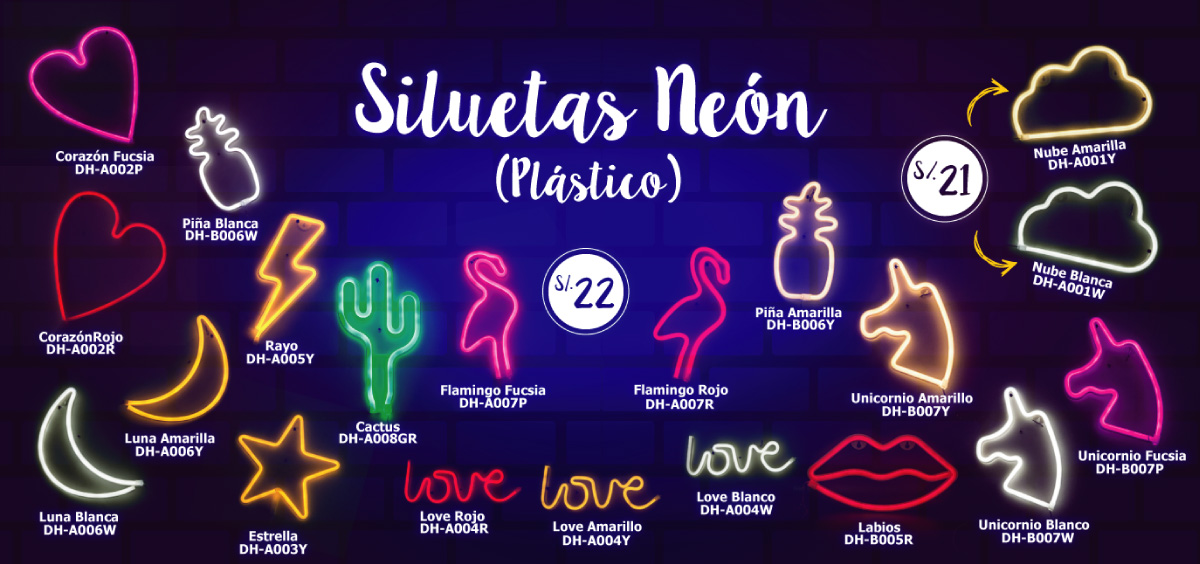 Siluetas Neón
(Plástico)
Corazón Fucsia
DH-A002P
Piña Blanca
DH-B006W
CorazónRojo
DH-A002R
Rayo
DH-A005Y
Luna Amarilla
DH-A006Y
Luna Blanca
DH-A006W
Estrella
DH-A003Y
Cactus
DH-A008GR
Flamingo Fucsia
DH-A007P
S/. 22
Flamingo Rojo
DH-A007R
Piña Amarilla
DH-B006Y
S/. 21
Nube Amarilla
DH-A001Y
Nube Blanca
DH-A001W
Unicornio Amarillo
DH-B007Y
Unicornio Fucsia
DH-B007P
Unicornio Blanco
DH-B007W
love
Love Rojo
DH-A004R
love
Love Amarillo
DH-A004Y
love
Love Blanco
DH-A004W
Labios
DH-B005R